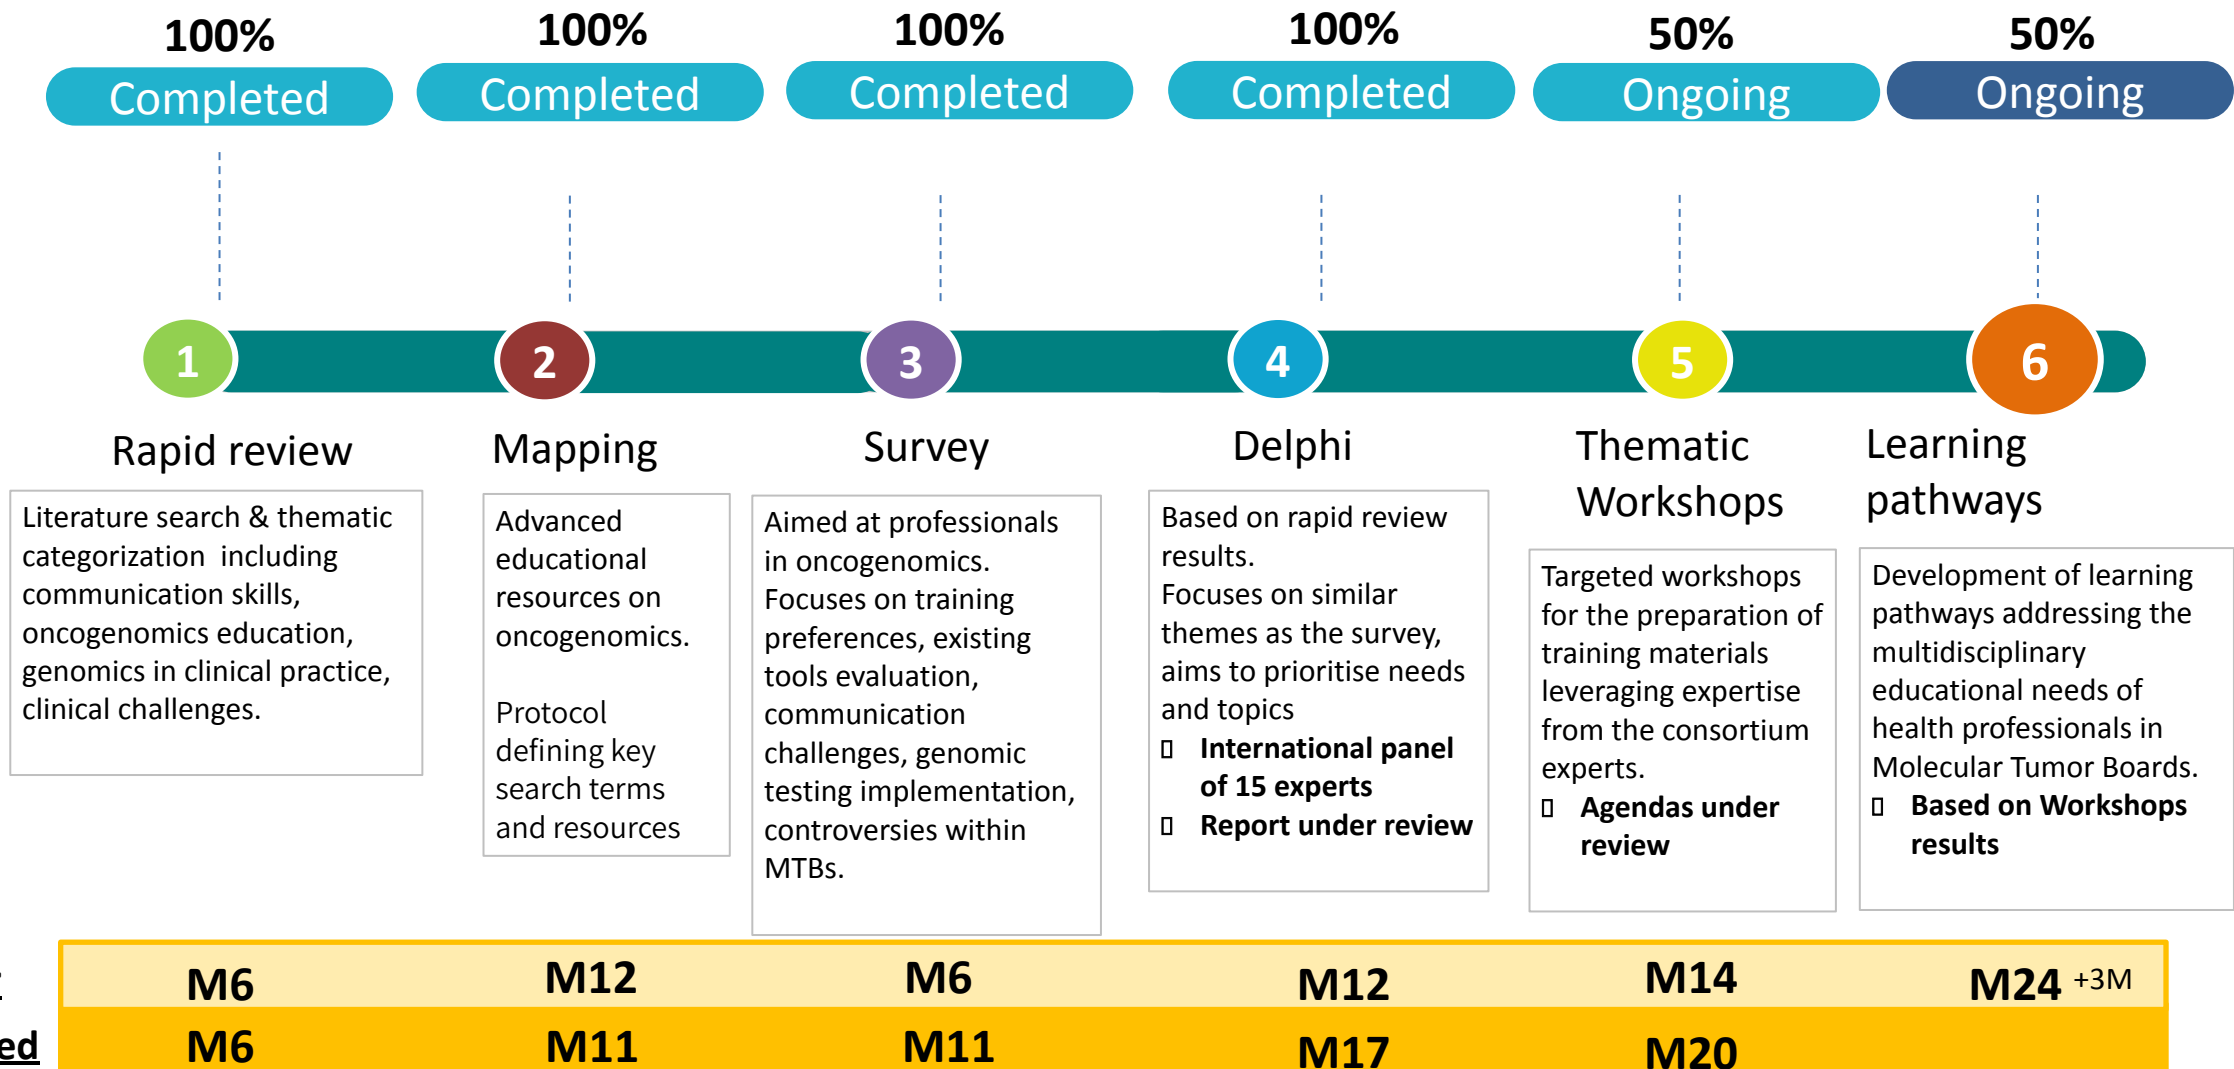 100%
100%
100%
100%
50%
50%
Completed
Completed
Completed
Completed
Ongoing
Ongoing
1
2
3
4
5
6
Rapid review
Literature search & thematic
categorization including
communication skills,
oncogenomics education,
genomics in clinical practice,
clinical challenges.
Mapping
Advanced
educational
resources on
oncogenomics.
Protocol
defining key
search terms
and resources
Survey
Aimed at professionals
in oncogenomics.
Focuses on training
preferences, existing
tools evaluation,
communication
challenges, genomic
testing implementation,
controversies within
MTBs.
Delphi
Based on rapid review
results.
Focuses on similar
themes as the survey,
aims to prioritise needs
and topics
International panel
of 15 experts
Report under review
Thematic
Workshops
Targeted workshops
for the preparation of
training materials
leveraging expertise
from the consortium
experts.
Agendas under
review
Learning
pathways
Development of learning
pathways addressing the
multidisciplinary
educational needs of
health professionals in
Molecular Tumor Boards.
Based on Workshops
results
M6 M12 M6 M12 M14 M24 +3M
ed M6 M11 M11 M17 M20